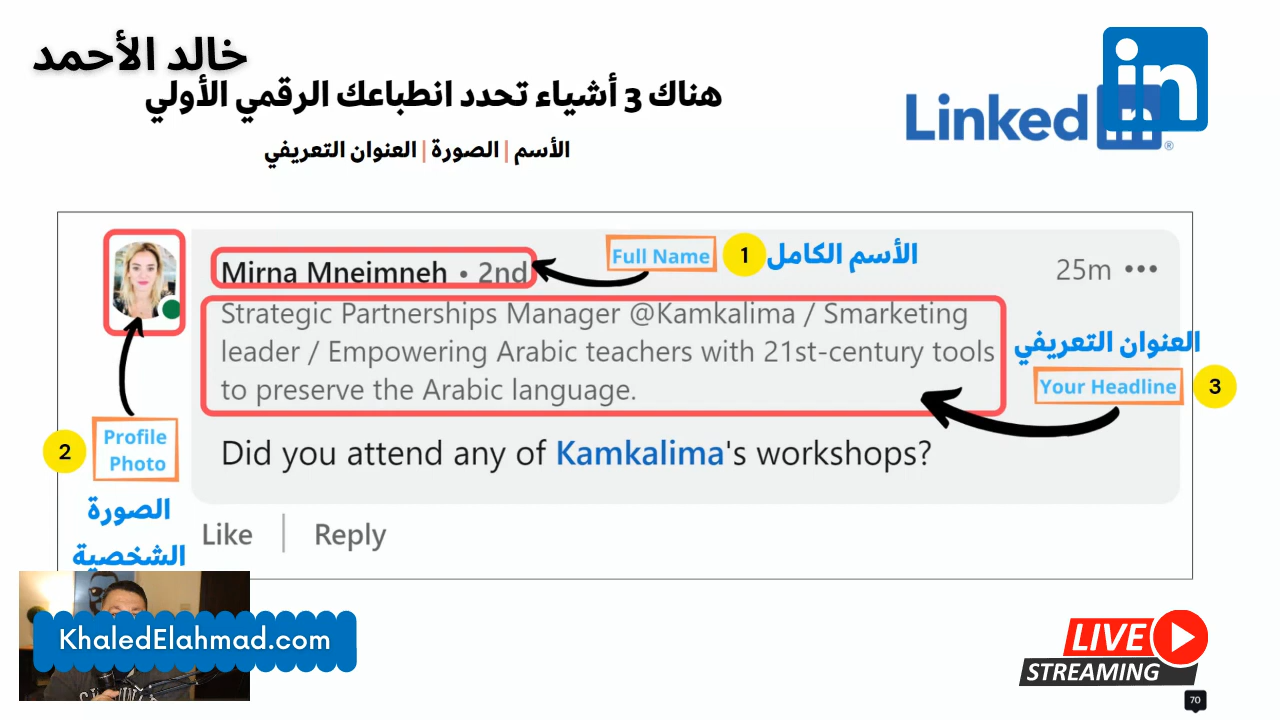 خالد الأحمد
هناك 3 أشياء تحدد انطباعك الرقمي الأولي
الأسم | الصورة | العنوان التعريفي
Linked in
in
Mirna Mneimneh • 2nd
Full Name
1
الأسم الكامل
25m •••
Strategic Partnerships Manager @Kamkalima / Smarketing
leader / Empowering Arabic teachers with 21st-century tools
to preserve the Arabic language.
العنوان التعريفي
Your Headline
3
Did you attend any of Kamkalima's workshops?
2
Profile
Photo
الصورة
الشخصية
Like | Reply
KhaledElahmad.com
LIVE
STREAMING
70